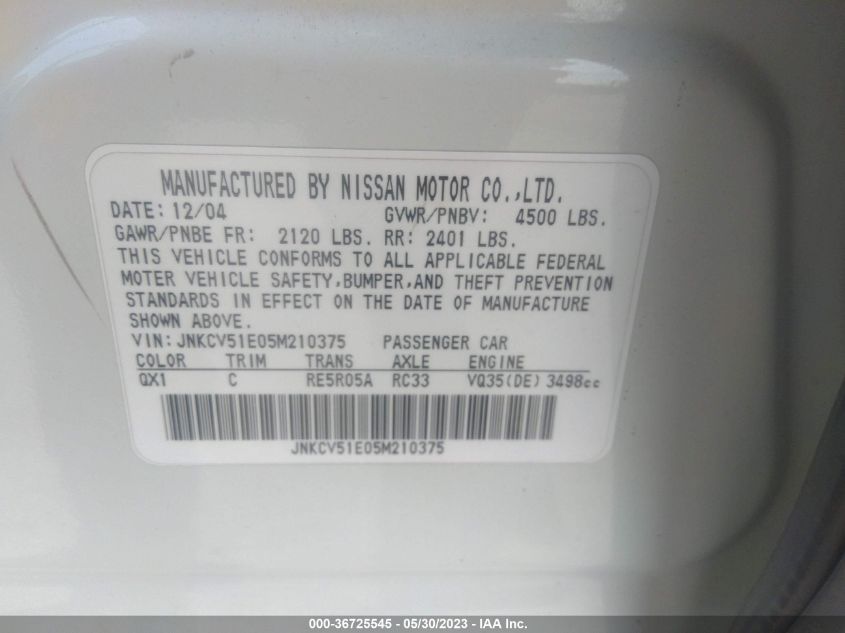 MANUFACTURED BY NISSAN MOTOR CO.,LTD.
DATE: 12/04 GVWR/PNBV: 4500 LBS.
GAWR/PNBE FR: 2120 LBS. RR: 2401 LBS.
THIS VEHICLE CONFORMS TO ALL APPLICABLE FEDERAL
MOTER VEHICLE SAFETY,BUMPER,AND THEFT PREVENTION
STANDARDS IN EFFECT ON THE DATE OF MANUFACTURE
SHOWN ABOVE.
VIN: JNKCV51E05M210375 PASSENGER CAR
COLOR TRIM TRANS AXLE ENGINE
QX1 C RE5R05A RC33 VQ35(DE) 3498cc
JNKCV51E05M210375
000-36725545 - 05/30/2023 - IAA Inc.